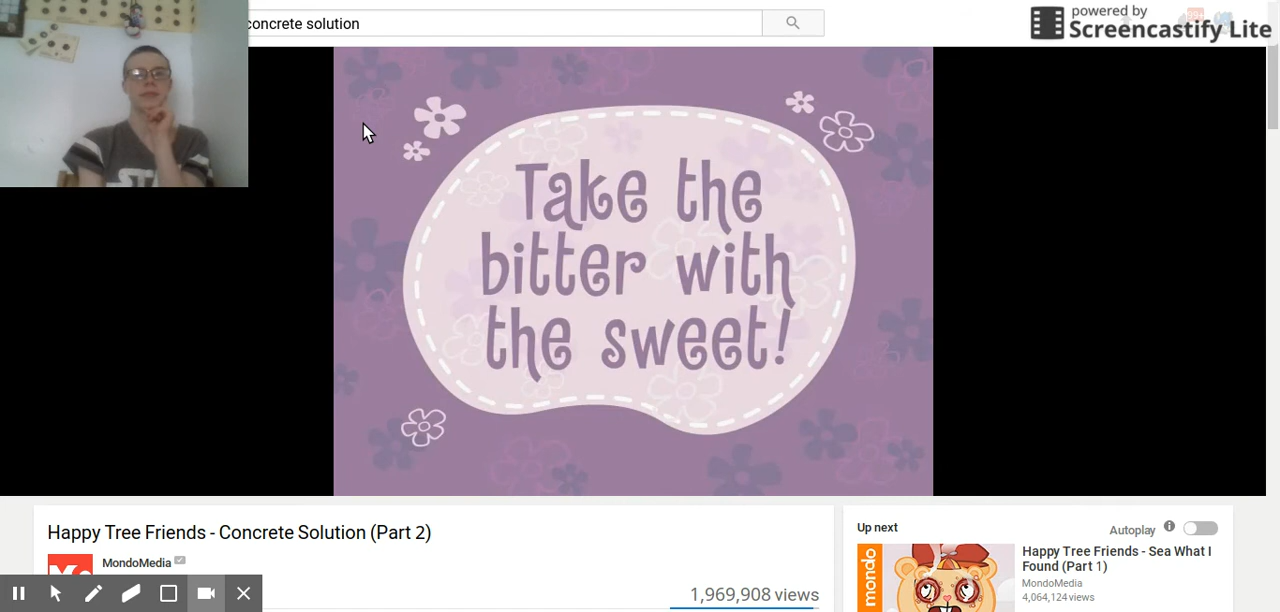 concrete solution
powered by
Screencastify Lite
99+
Take the
bitter with
the sweet!
Happy Tree Friends - Concrete Solution (Part 2)
MondoMedia
1,969,908 views
Up next
Autoplay
mondo
Happy Tree Friends - Sea What I
Found (Part 1)
MondoMedia
4,064,124 views